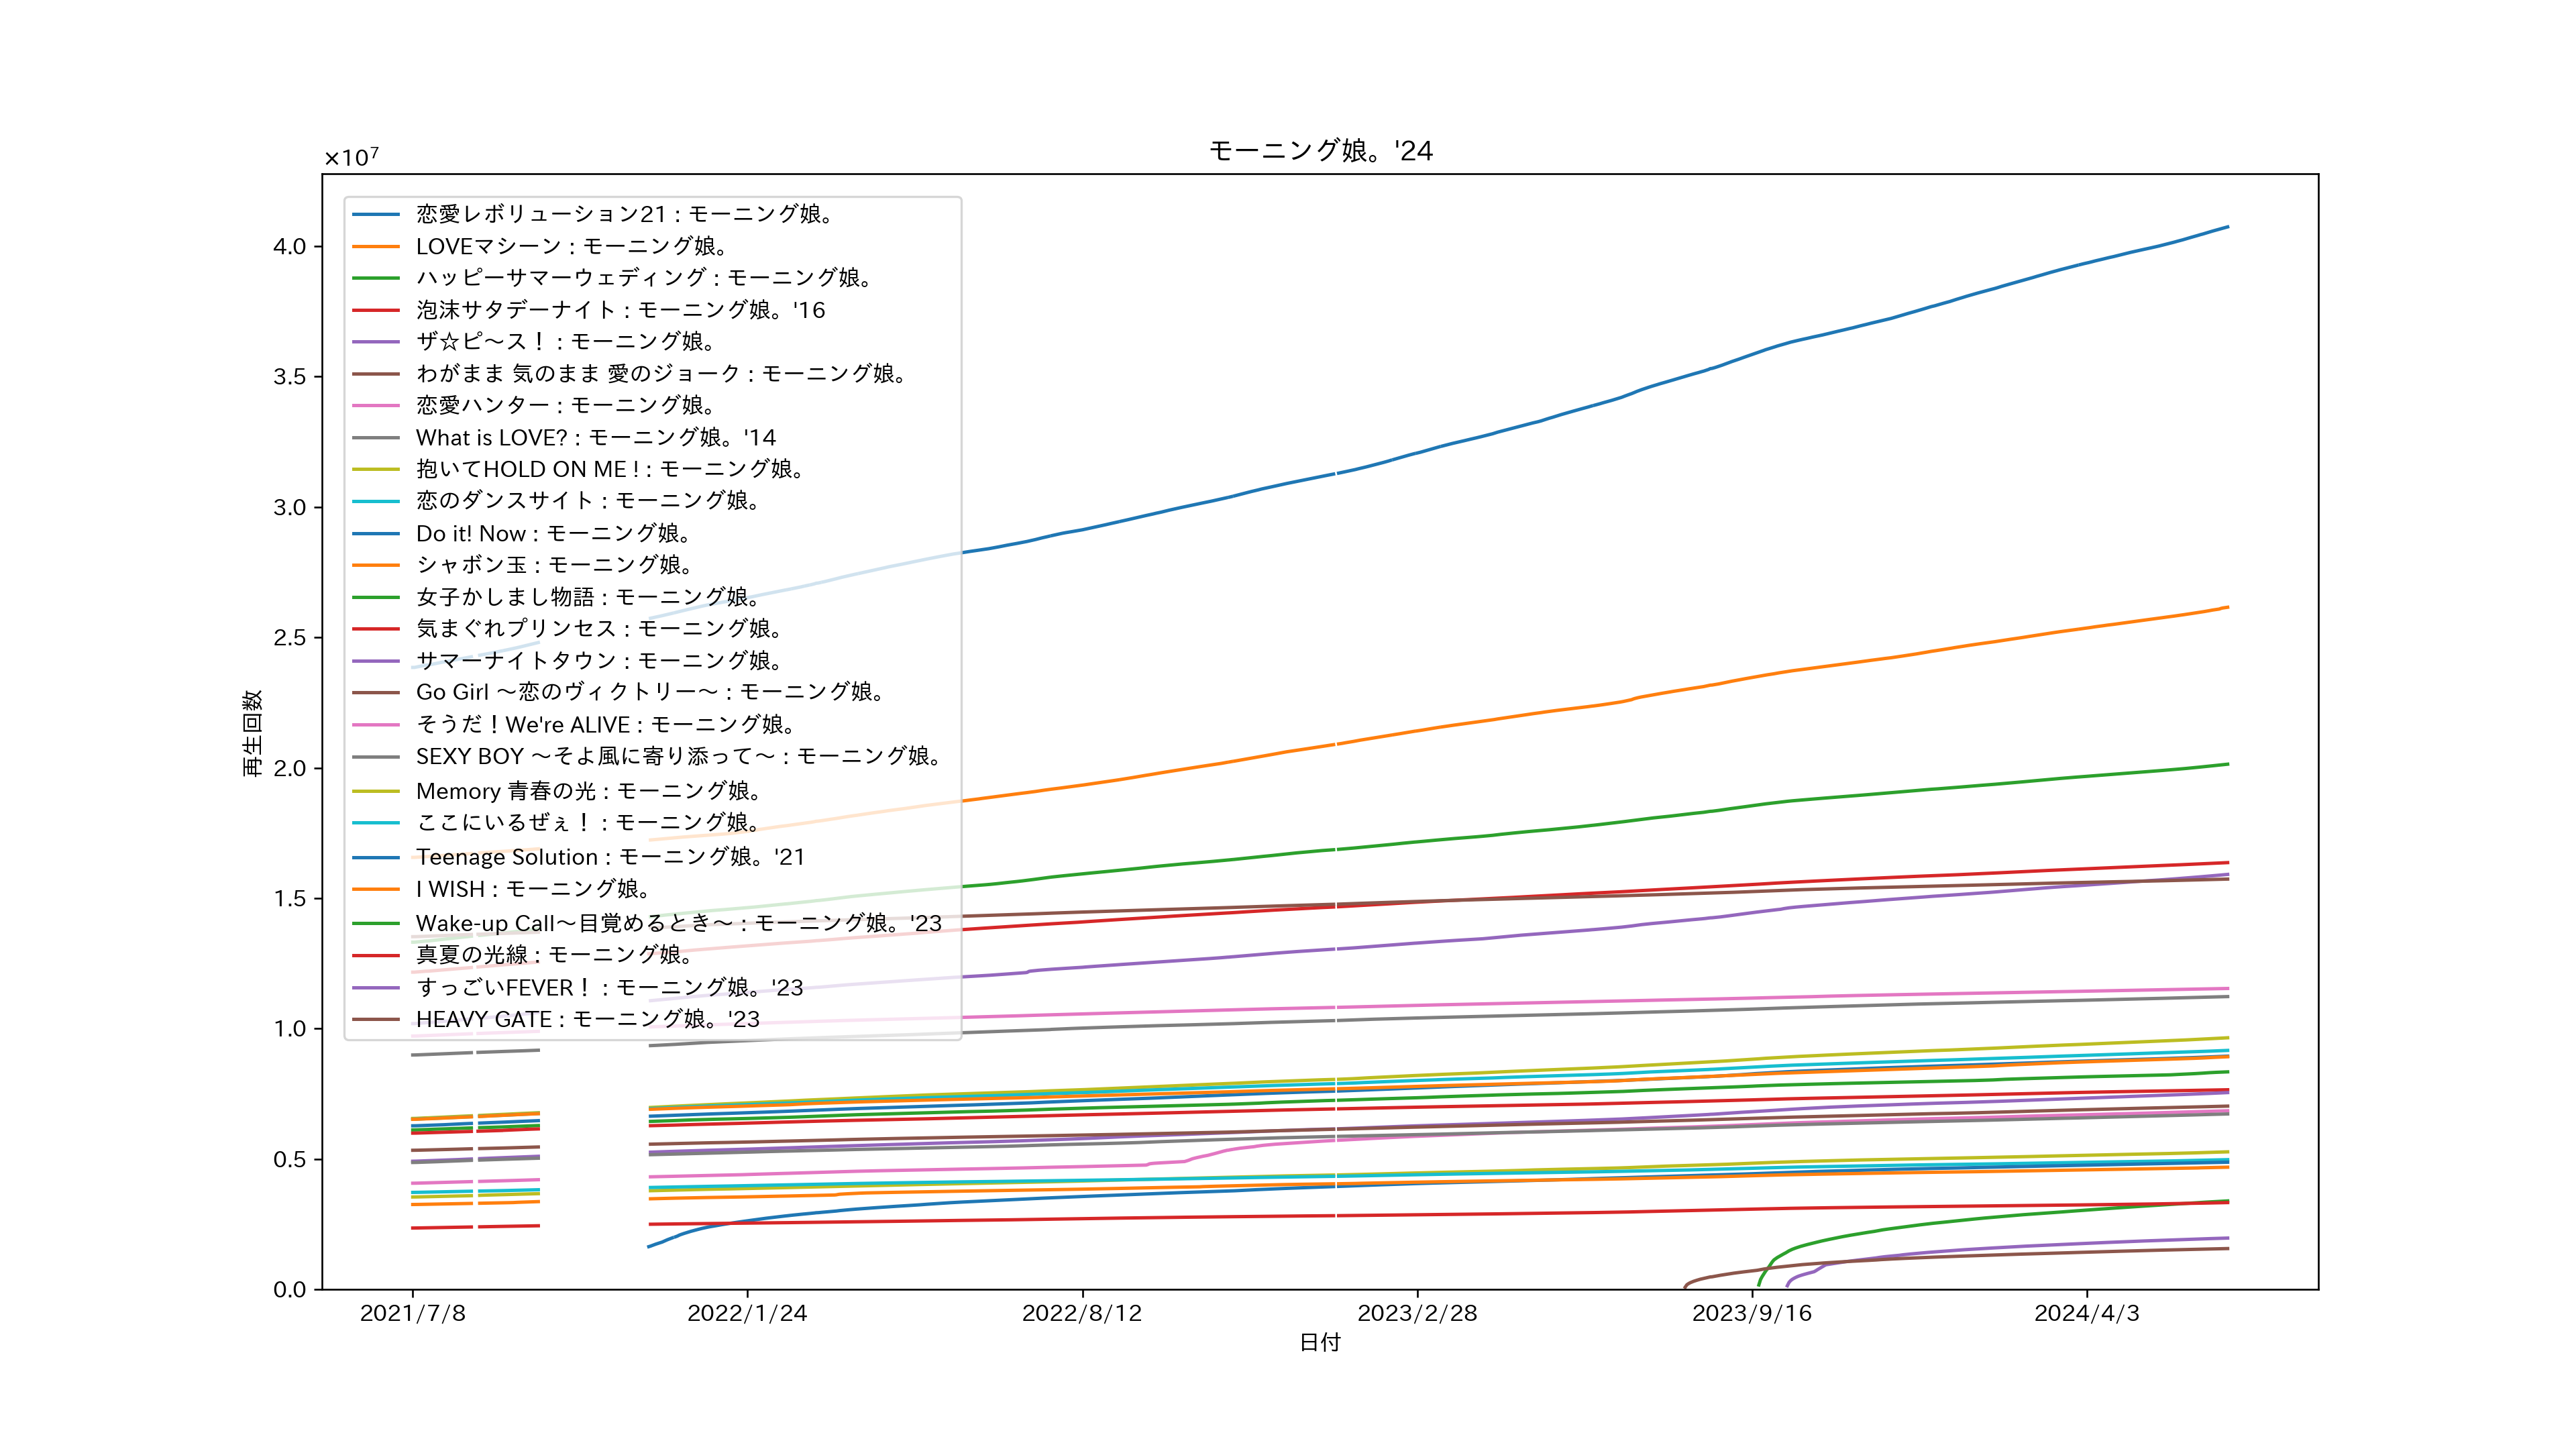 モーニング娘。'24
×10⁷
4.0
3.5
3.0
2.5
2.0
1.5
1.0
0.5
0.0
再生回数
恋愛レボリューション21 : モーニング娘。
LOVEマシーン : モーニング娘。
ハッピーサマーウェディング : モーニング娘。
泡沫サタデーナイト : モーニング娘。'16
ザ☆ピ〜ス！ : モーニング娘。
わがまま 気のまま 愛のジョーク : モーニング娘。
恋愛ハンター : モーニング娘。
What is LOVE? : モーニング娘。'14
抱いてHOLD ON ME ! : モーニング娘。
恋のダンスサイト : モーニング娘。
Do it! Now : モーニング娘。
シャボン玉 : モーニング娘。
女子かしまし物語 : モーニング娘。
気まぐれプリンセス : モーニング娘。
サマーナイトタウン : モーニング娘。
Go Girl 〜恋のヴィクトリー〜 : モーニング娘。
そうだ！We're ALIVE : モーニング娘。
SEXY BOY 〜そよ風に寄り添って〜 : モーニング娘。
Memory 青春の光 : モーニング娘。
ここにいるぜぇ！ : モーニング娘。
Teenage Solution : モーニング娘。'21
I WISH : モーニング娘。
Wake-up Call〜目覚めるとき〜 : モーニング娘。'23
真夏の光線 : モーニング娘。
すっごいFEVER！ : モーニング娘。'23
HEAVY GATE : モーニング娘。'23
2021/7/8
2022/1/24
2022/8/12
2023/2/28
2023/9/16
2024/4/3
日付